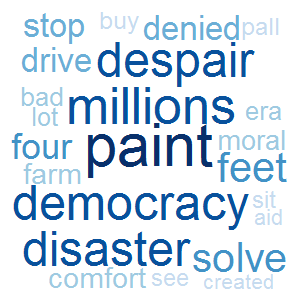 stop buy denied pall
drive despair
bad millions era
lot
four paint moral
farm feet
democracy sit
aid
disaster solve
comfort see created